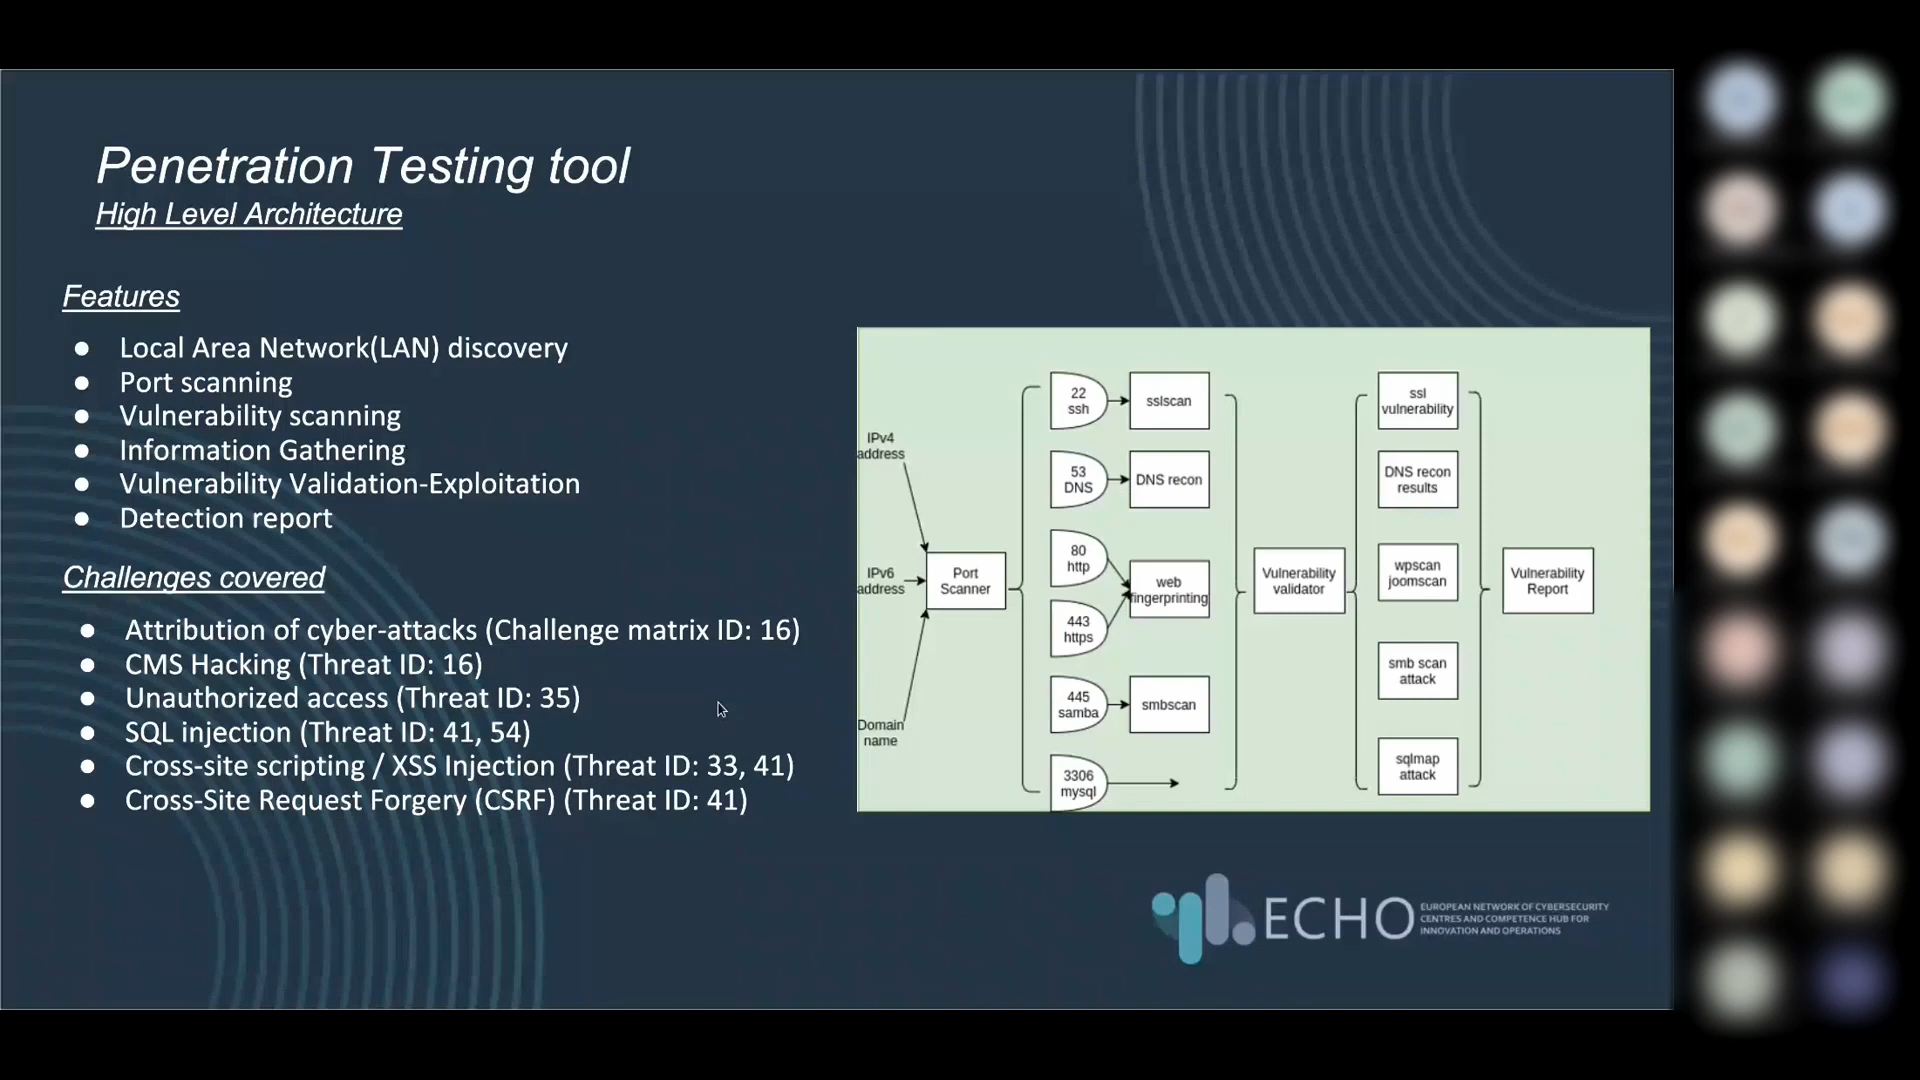 Penetration Testing tool
High Level Architecture
Features
● Local Area Network(LAN) discovery
● Port scanning
● Vulnerability scanning
● Information Gathering
● Vulnerability Validation-Exploitation
● Detection report
Challenges covered
● Attribution of cyber-attacks (Challenge matrix ID: 16)
● CMS Hacking (Threat ID: 16)
● Unauthorized access (Threat ID: 35)
● SQL injection (Threat ID: 41, 54)
● Cross-site scripting / XSS Injection (Threat ID: 33, 41)
● Cross-Site Request Forgery (CSRF) (Threat ID: 41)
IPv4
address
IPv6
address
Domain
name
Port
Scanner
22
ssh
sslscan
53
DNS
DNS recon
80
http
443
https
web
fingerprinting
445
samba
smbscan
3306
mysql
Vulnerability
validator
ssl
vulnerability
DNS recon
results
wpscan
joomscan
smb scan
attack
sqlmap
attack
Vulnerability
Report
ECHO
EUROPEAN NETWORK OF CYBERSECURITY
CENTRES AND COMPETENCE HUB FOR
INNOVATION AND OPERATIONS